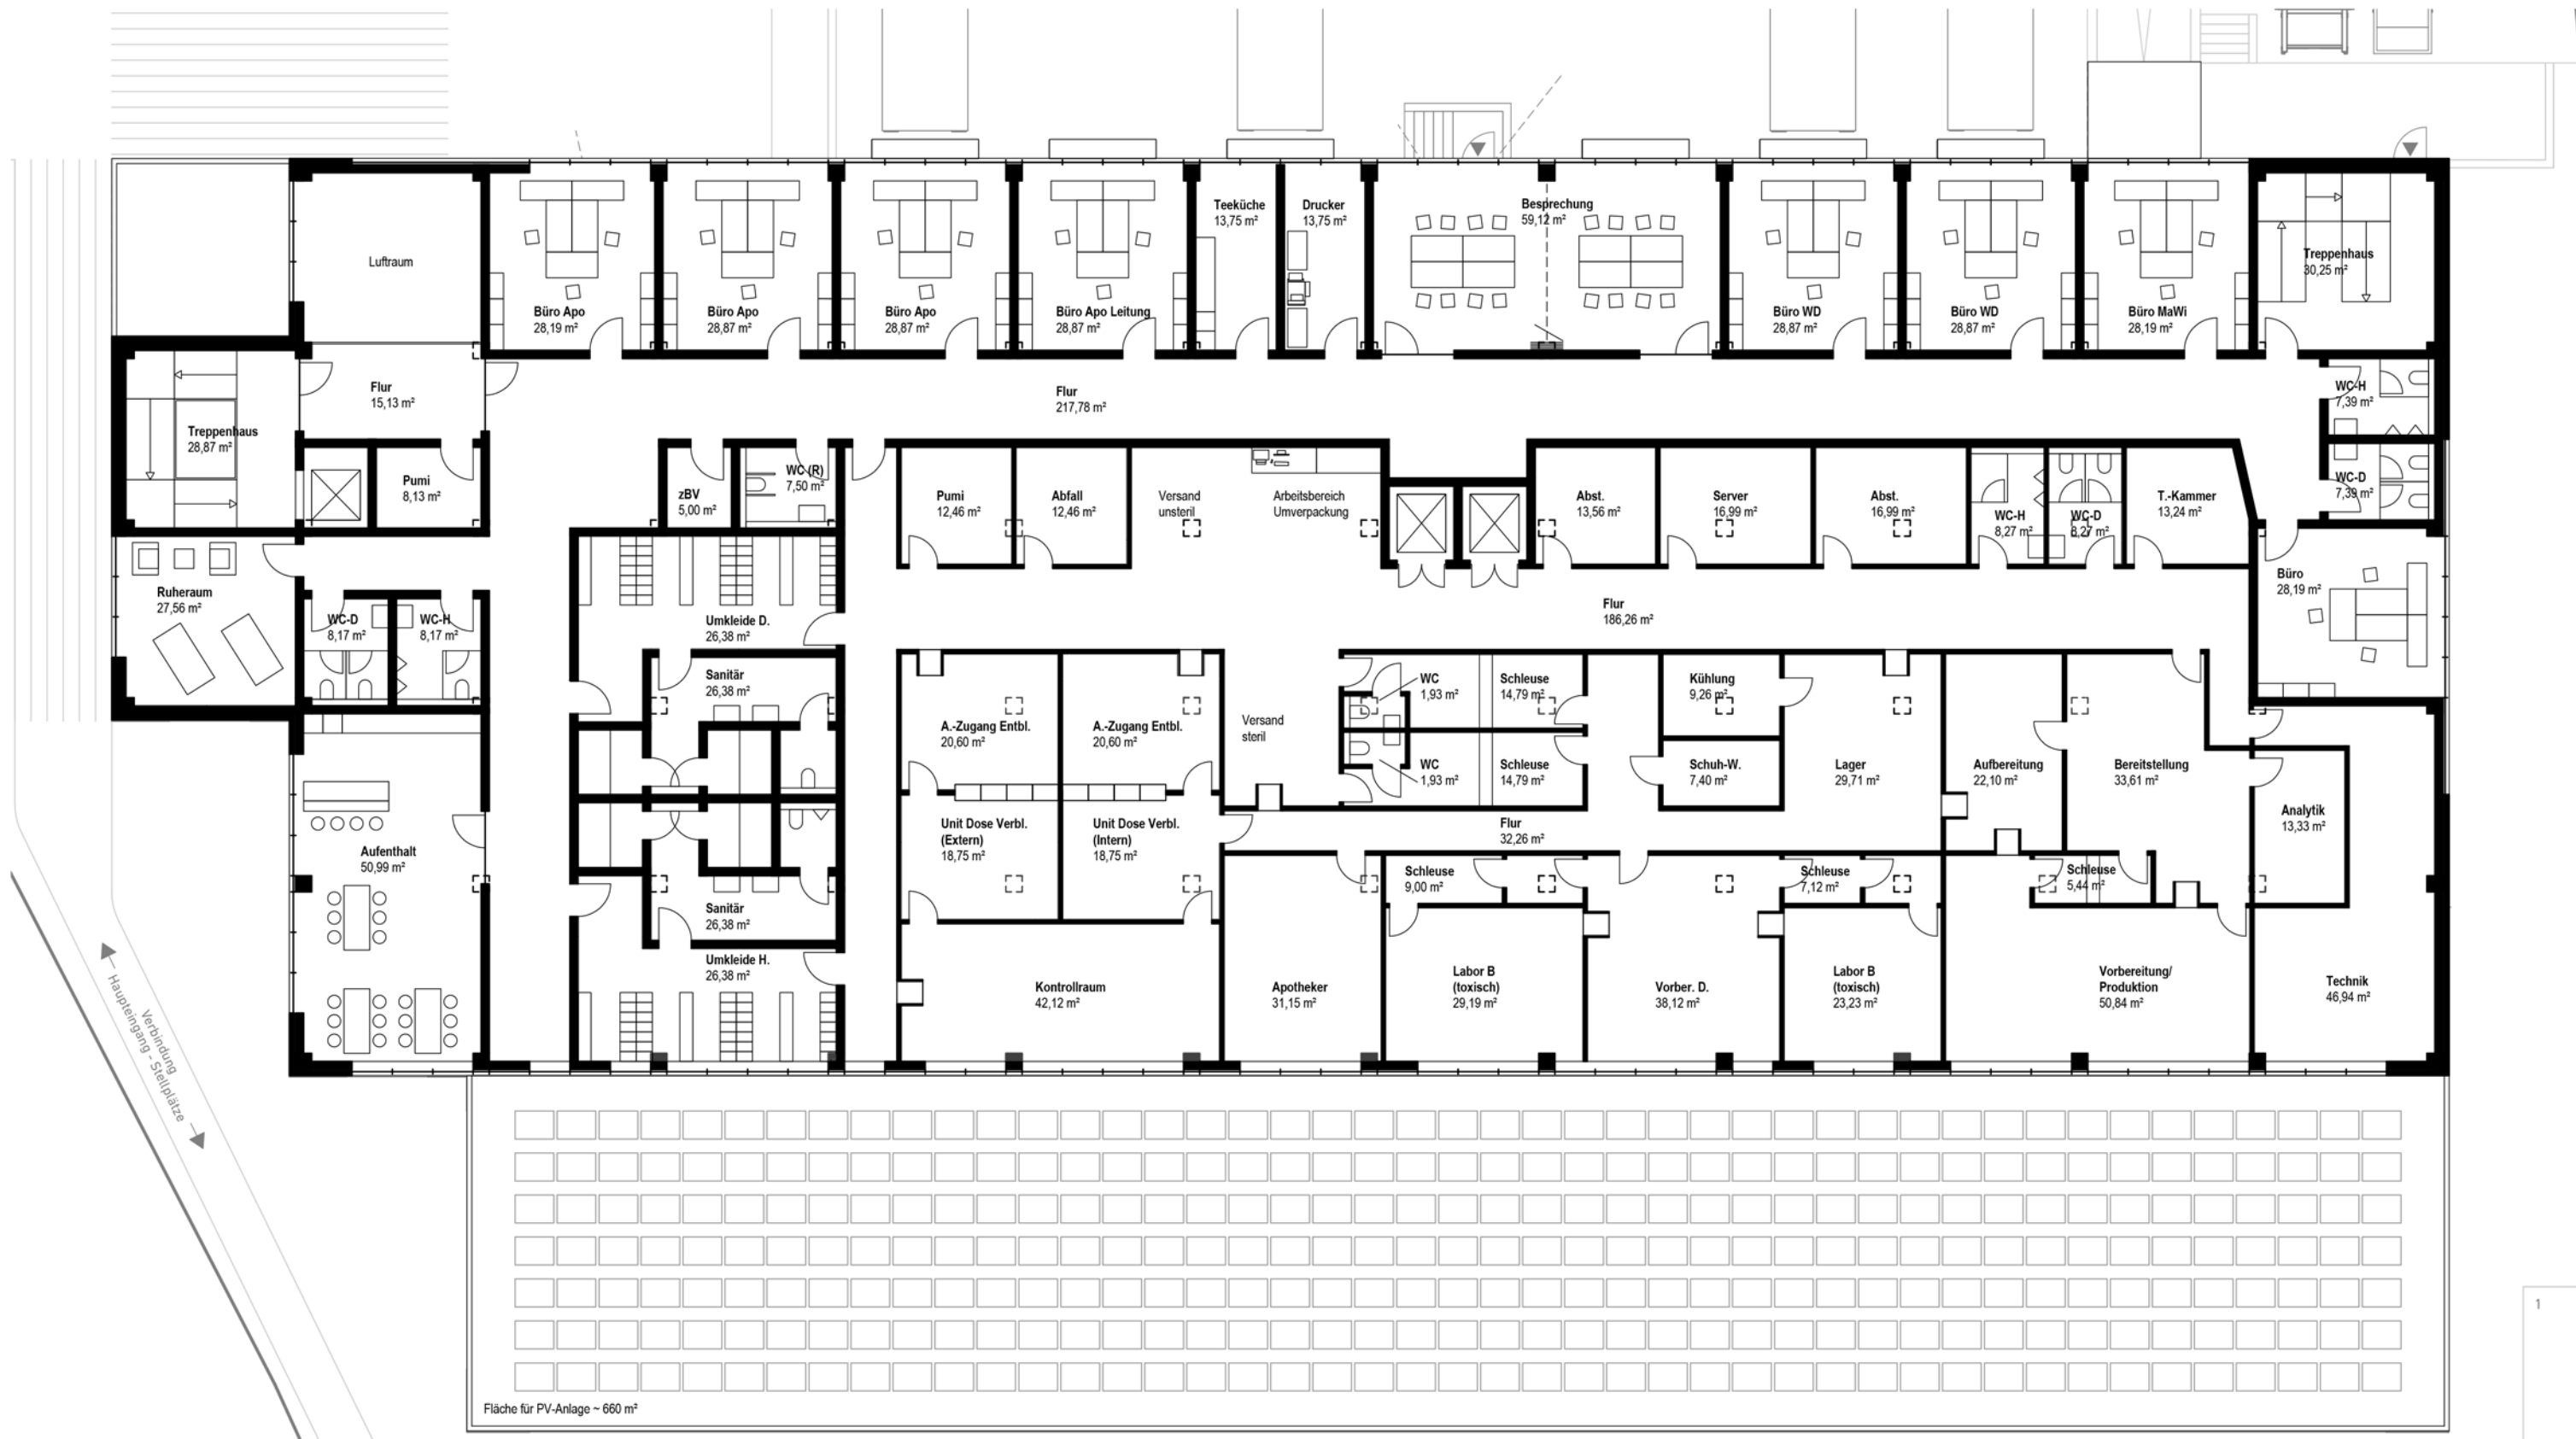 Teeküche
13,75 m²
Drucker
13,75 m²
Besprechung
59,12 m²
Luftraum
Treppenhaus
30,25 m²
Büro Apo
28,19 m²
Büro Apo
28,87 m²
Büro Apo
28,87 m²
Büro Apo Leitung
28,87 m²
Büro WD
28,87 m²
Büro WD
28,87 m²
Büro MaWi
28,19 m²
Flur
15,13 m²
Flur
217,78 m²
WC-H
7,39 m²
Treppenhaus
28,87 m²
Pumi
8,13 m²
zBV
5,00 m²
WC (R)
7,50 m²
Pumi
12,46 m²
Abfall
12,46 m²
Versand
unsteril
Arbeitsbereich
Umverpackung
Abst.
13,56 m²
Server
16,99 m²
Abst.
16,99 m²
WC-H
8,27 m²
WC-D
8,27 m²
T.-Kammer
13,24 m²
WC-D
7,39 m²
Ruheraum
27,56 m²
WC-D
8,17 m²
WC-H
8,17 m²
Umkleide D.
26,38 m²
Flur
186,26 m²
Büro
28,19 m²
Sanitär
26,38 m²
A.-Zugang Entbl.
20,60 m²
A.-Zugang Entbl.
20,60 m²
Versand
steril
WC
1,93 m²
Schleuse
14,79 m²
Kühlung
9,26 m²
WC
1,93 m²
Schleuse
14,79 m²
Schuh-W.
7,40 m²
Lager
29,71 m²
Aufbereitung
22,10 m²
Bereitstellung
33,61 m²
Analytik
13,33 m²
Aufenthalt
50,99 m²
Unit Dose Verbl.
(Extern)
18,75 m²
Unit Dose Verbl.
(Intern)
18,75 m²
Flur
32,26 m²
Schleuse
9,00 m²
Schleuse
7,12 m²
Schleuse
5,44 m²
Sanitär
26,38 m²
Umkleide H.
26,38 m²
Kontrollraum
42,12 m²
Apotheker
31,15 m²
Labor B
(toxisch)
29,19 m²
Vorber. D.
38,12 m²
Labor B
(toxisch)
23,23 m²
Vorbereitung/
Produktion
50,84 m²
Technik
46,94 m²
Verbindung
Haupteingang - Stellplätze
1
Fläche für PV-Anlage ~ 660 m²